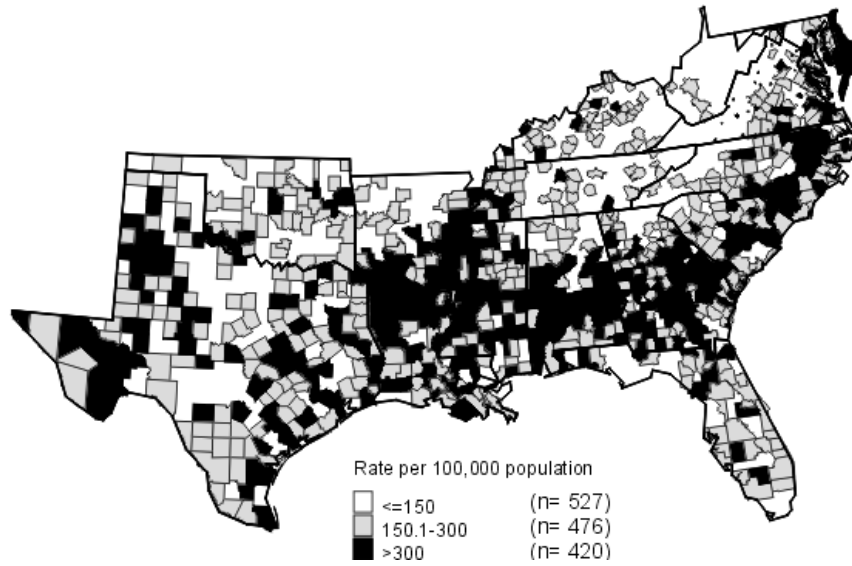 Rate per 100,000 population
<=150 (n= 527)
150.1-300 (n= 476)
>300 (n= 420)